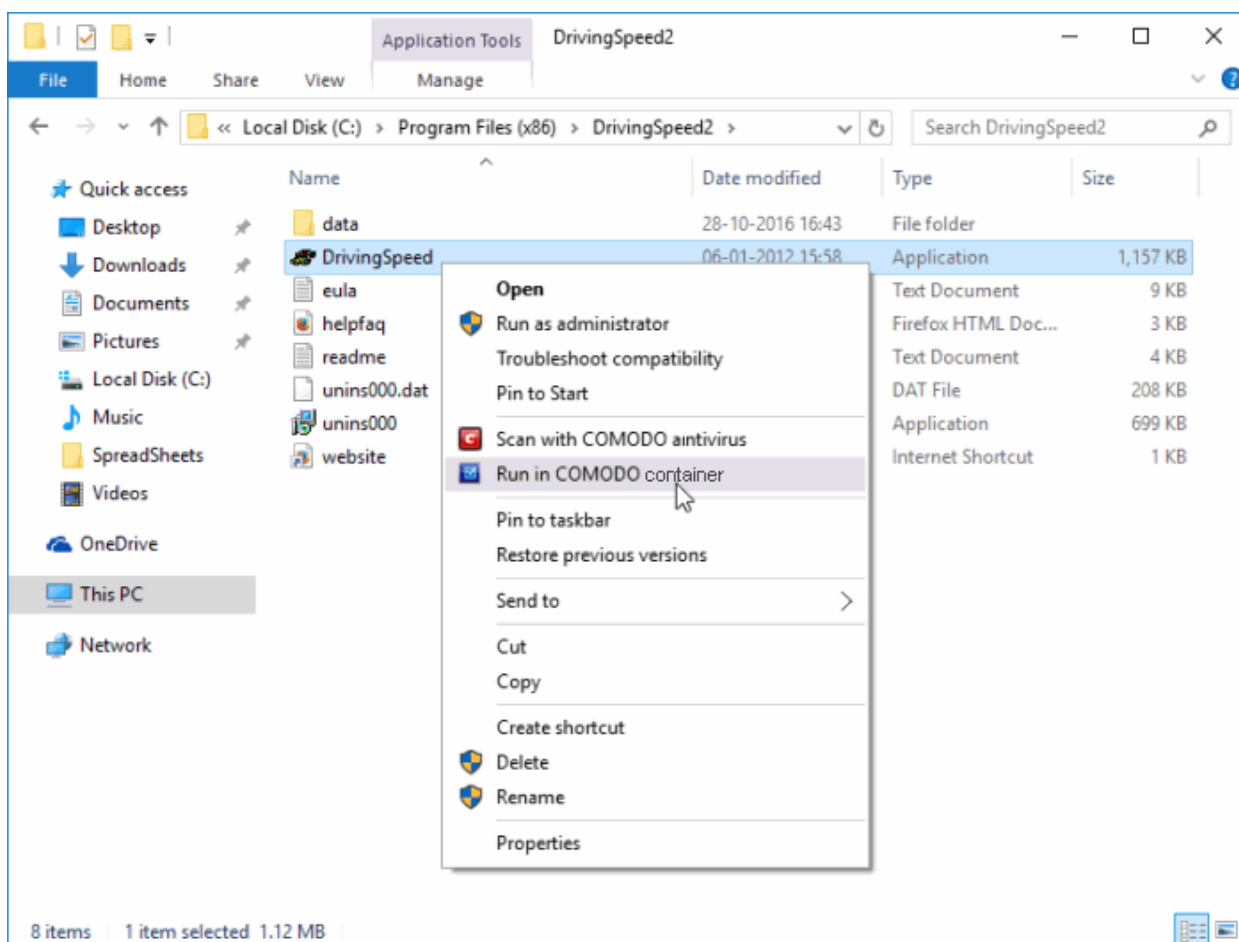 Application Tools DrivingSpeed2
File Home Share View Manage
« Local Disk (C:) > Program Files (x86) > DrivingSpeed2 > Search DrivingSpeed2
Name Date modified Type Size
Quick access
Desktop
Downloads
Documents
Pictures
Local Disk (C:)
Music
SpreadSheets
Videos
OneDrive
This PC
Network
data 28-10-2016 16:43 File folder
DrivingSpeed 06-01-2012 15:58 Application 1,157 KB
eula Text Document 9 KB
helpfaq Firefox HTML Doc... 3 KB
readme Text Document 4 KB
unins000.dat DAT File 208 KB
unins000 Application 699 KB
website Internet Shortcut 1 KB
Open
Run as administrator
Troubleshoot compatibility
Pin to Start
Scan with COMODO antivirus
Run in COMODO container
Pin to taskbar
Restore previous versions
Send to
Cut
Copy
Create shortcut
Delete
Rename
Properties
8 items 1 item selected 1.12 MB